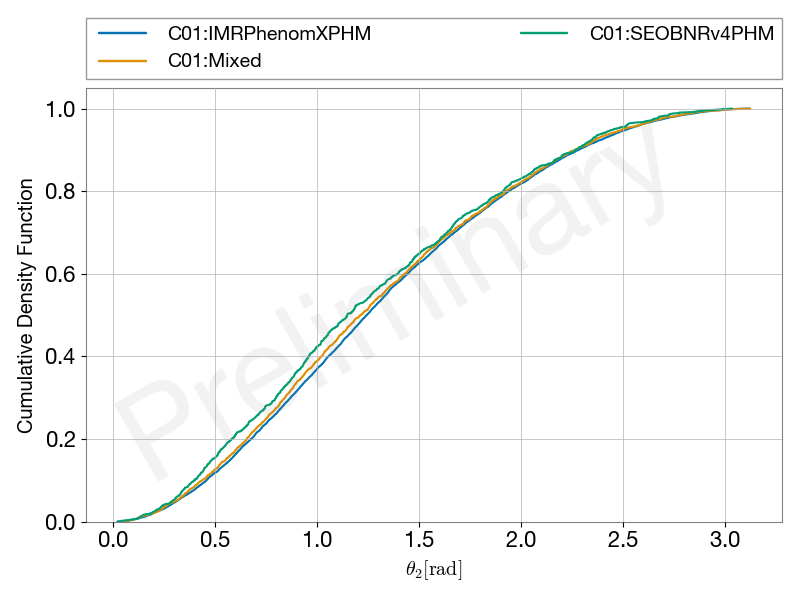 C01:IMRPhenomXPHM
C01:Mixed
C01:SEOBNRv4PHM
Cumulative Density Function
1.0
0.8
0.6
0.4
0.2
0.0
Preliminary
0.0 0.5 1.0 1.5 2.0 2.5 3.0
θ₂[rad]